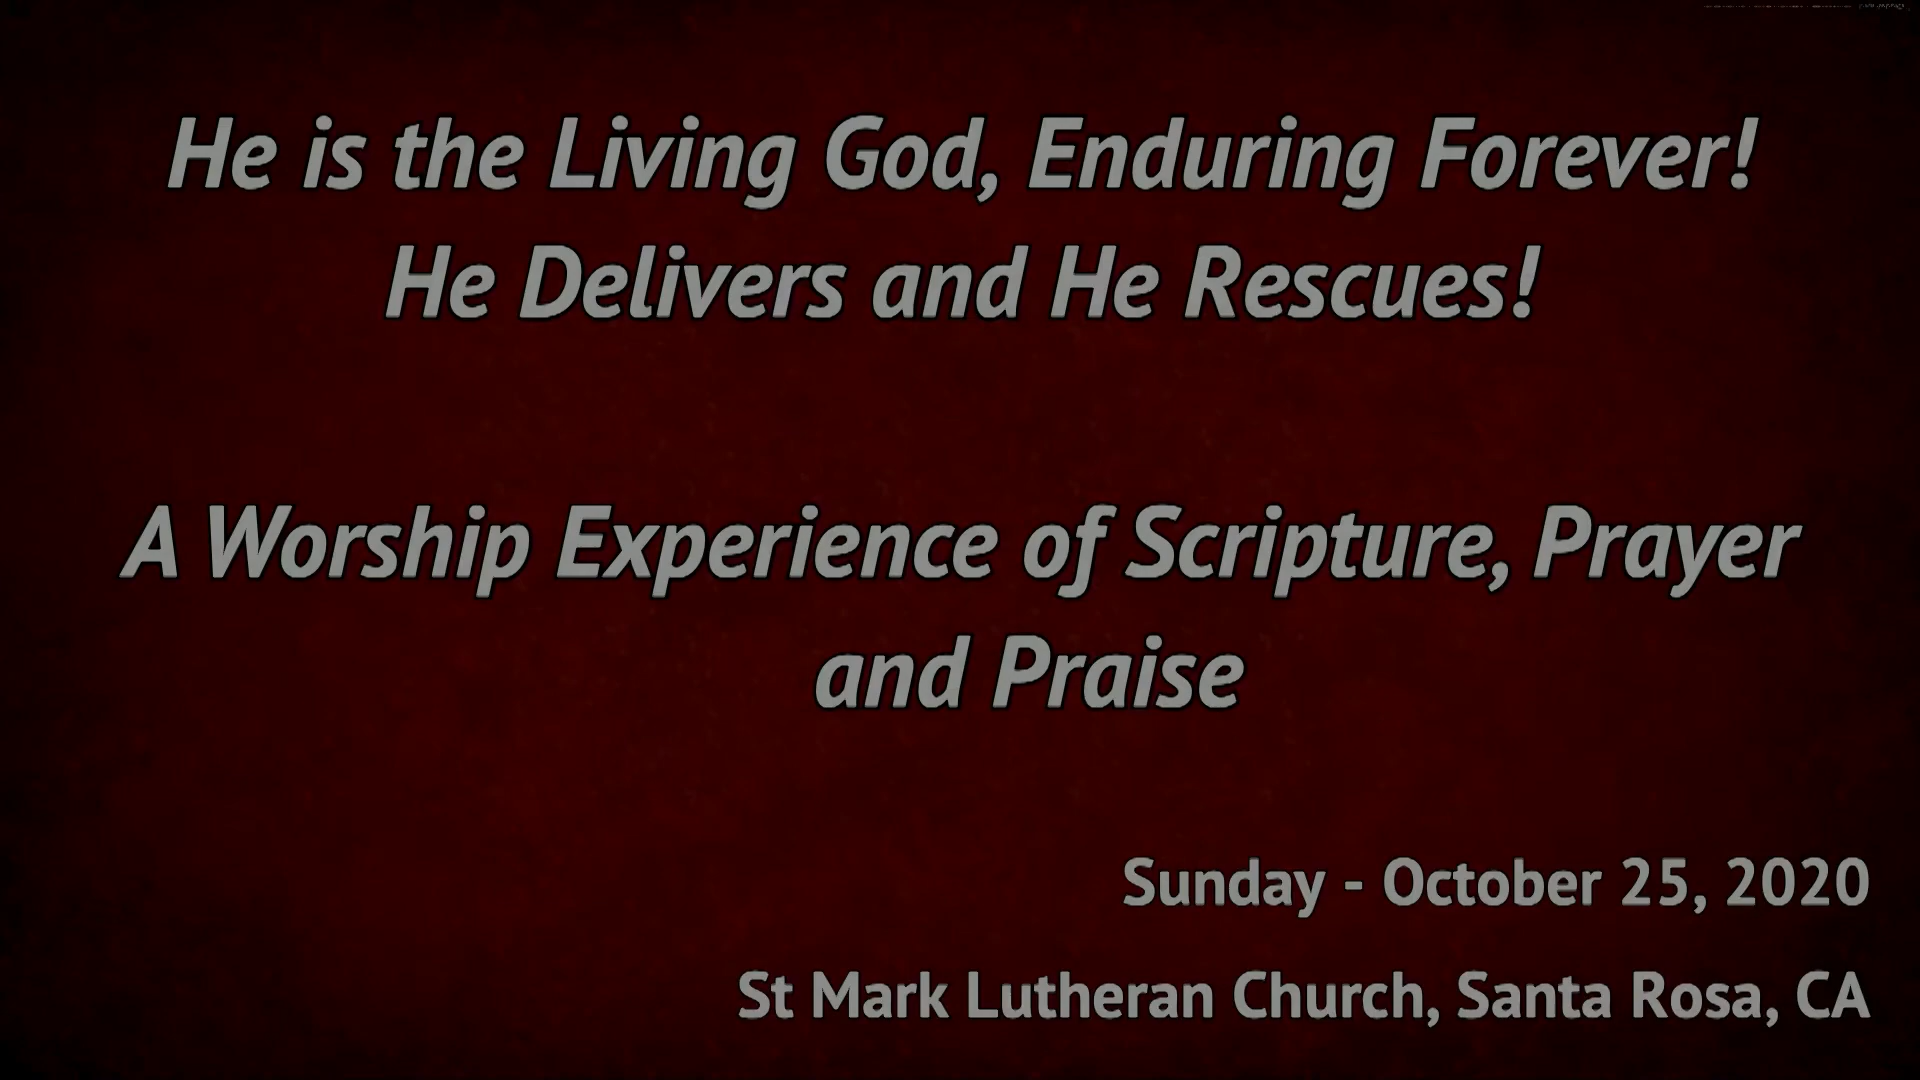 He is the Living God, Enduring Forever!
He Delivers and He Rescues!
A Worship Experience of Scripture, Prayer
and Praise
Sunday - October 25, 2020
St Mark Lutheran Church, Santa Rosa, CA